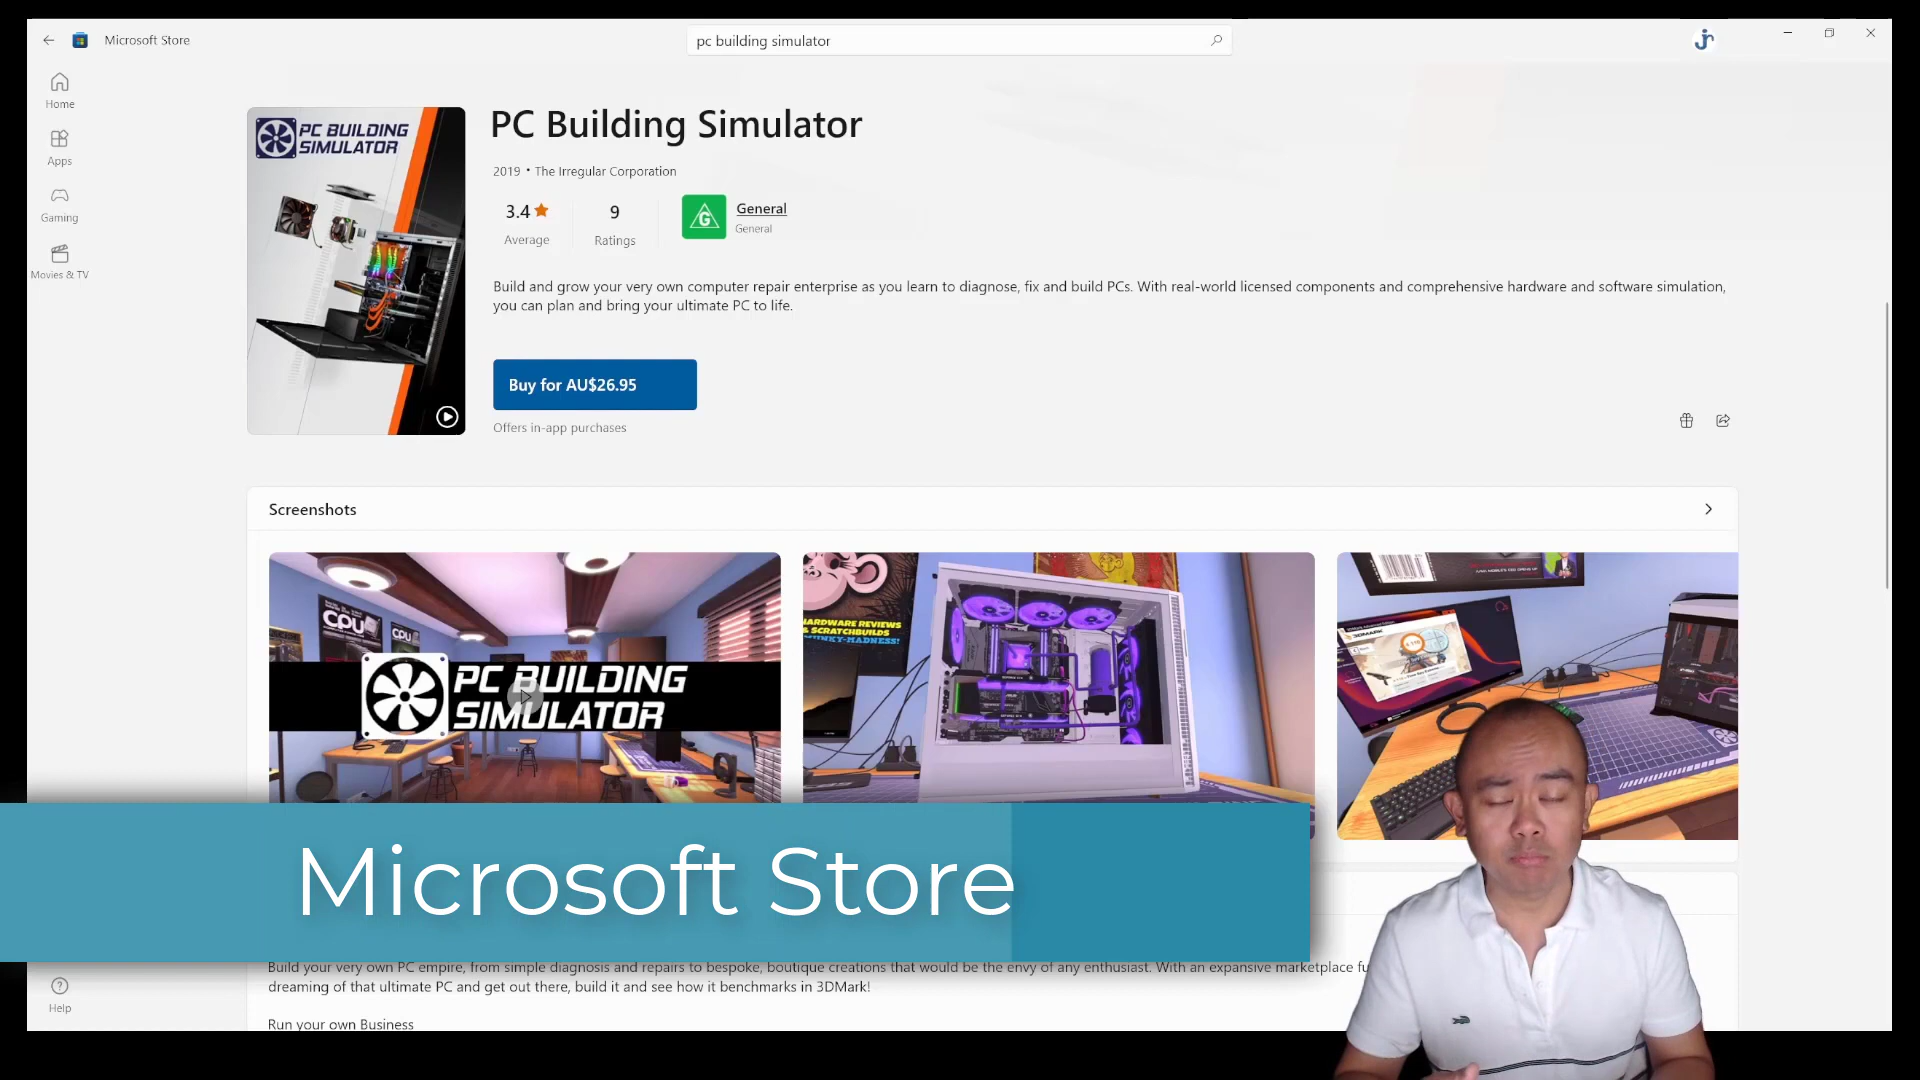 Microsoft Store
pc building simulator
Home
Apps
Gaming
Movies & TV
PC BUILDING
SIMULATOR
PC Building Simulator
2019 • The Irregular Corporation
3.4
Average
9
Ratings
G
General
General
Build and grow your very own computer repair enterprise as you learn to diagnose, fix and build PCs. With real-world licensed components and comprehensive hardware and software simulation,
you can plan and bring your ultimate PC to life.
Buy for AU$26.95
Offers in-app purchases
Screenshots
CPU
CPU
PC BUILDING
SIMULATOR
HARDWARE REVIEWS
& SCRATCHBUILDS
3DMARK
Microsoft Store
Build your very own PC empire, from simple diagnosis and repairs to bespoke, boutique creations that would be the envy of any enthusiast. With an expansive marketplace fu
dreaming of that ultimate PC and get out there, build it and see how it benchmarks in 3DMark!
Run your own Business
Help